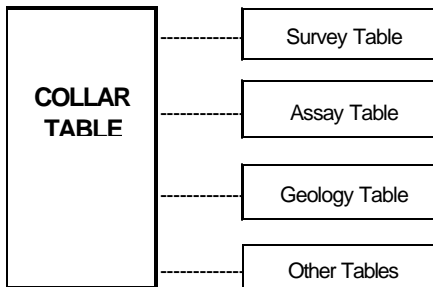 COLLAR
TABLE
Survey Table
Assay Table
Geology Table
Other Tables